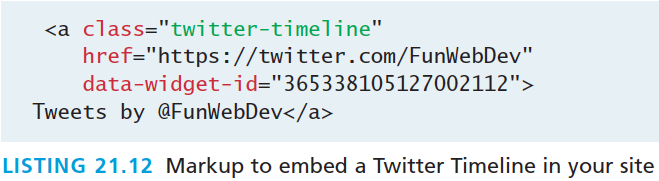 <a class="twitter-timeline"
href="https://twitter.com/FunWebDev"
data-widget-id="365338105127002112">
Tweets by @FunWebDev</a>
LISTING 21.12 Markup to embed a Twitter Timeline in your site